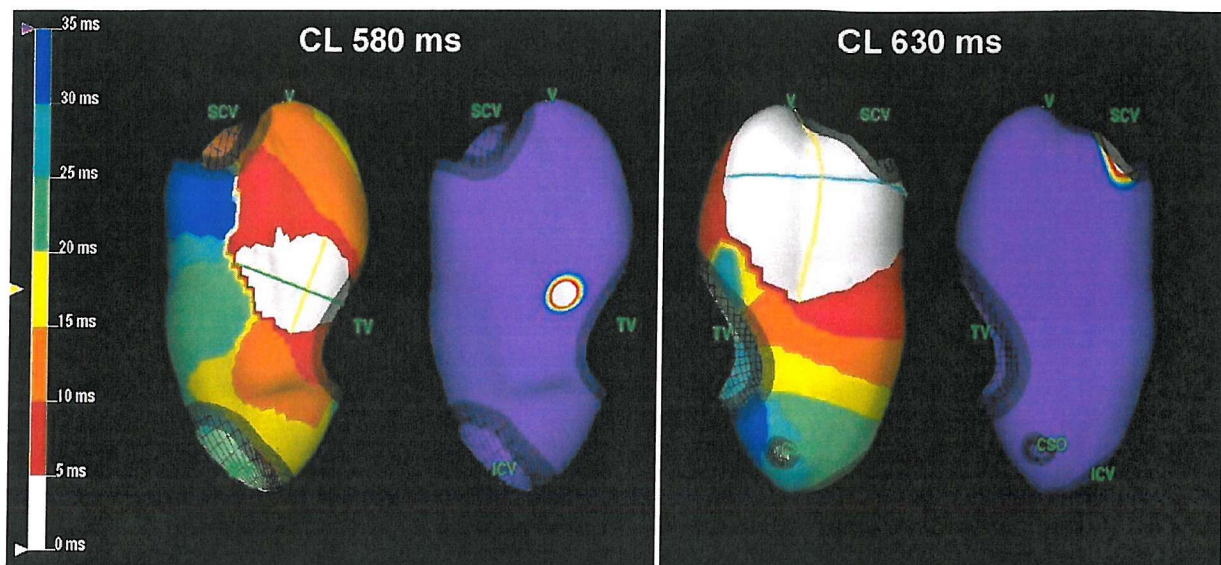 35 ms
30 ms
25 ms
20 ms
15 ms
10 ms
5 ms
0 ms
CL 580 ms
SCV
V
TV
SCV
V
TV
ICV
CL 630 ms
V
SCV
TV
V
SCV
TV
CSO
ICV